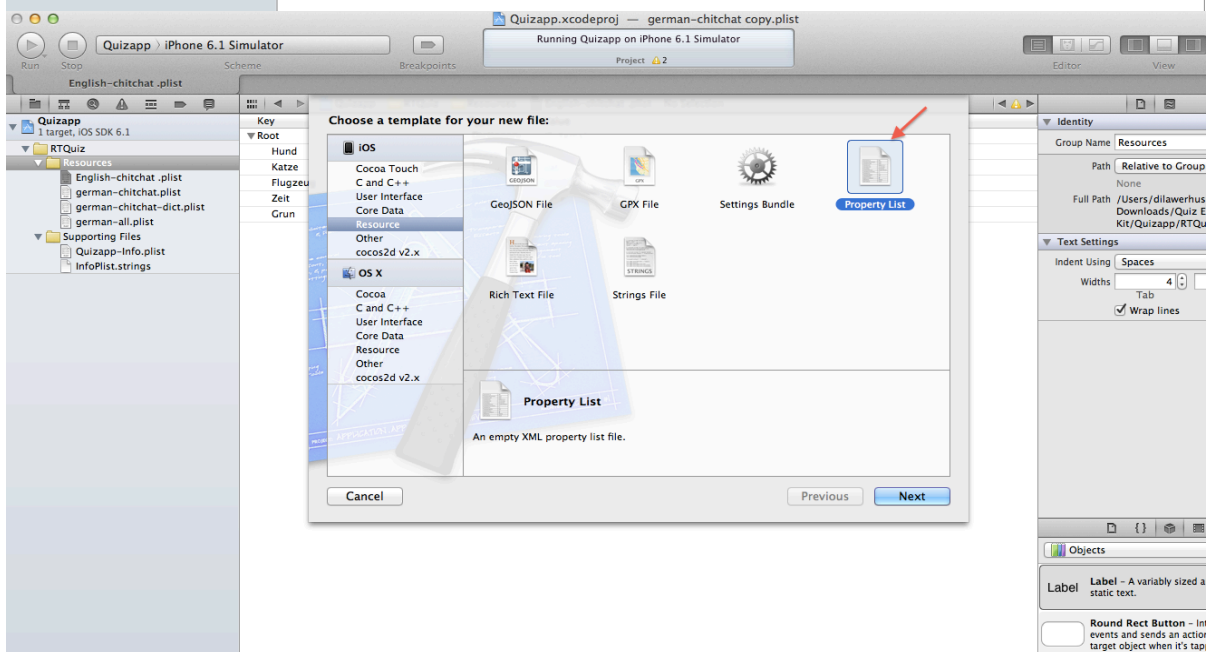 Quizapp.xcodeproj — german-chitchat copy.plist
Quizapp 〉 iPhone 6.1 Simulator
Running Quizapp on iPhone 6.1 Simulator
Project 2
Run Stop Scheme Breakpoints Editor View
English-chitchat .plist
Quizapp
1 target, iOS SDK 6.1
RTQuiz
Resources
English-chitchat .plist
german-chitchat.plist
german-chitchat-dict.plist
german-all.plist
Supporting Files
Quizapp-Info.plist
InfoPlist.strings
Key
Root
Hund
Katze
Flugzeu
Zeit
Grun
Choose a template for your new file:
iOS
Cocoa Touch
C and C++
User Interface
Core Data
Resource
Other
cocos2d v2.x
OS X
Cocoa
C and C++
User Interface
Core Data
Resource
Other
cocos2d v2.x
GEOJSON
GeoJSON File
GPX
GPX File
Settings Bundle
Property List
Rich Text File
STRINGS
Strings File
Property List
An empty XML property list file.
Cancel
Previous
Next
Identity
Group Name Resources
Path Relative to Group
None
Full Path /Users/dilawerhus
Downloads/Quiz E
Kit/Quizapp/RTQu
Text Settings
Indent Using Spaces
Widths 4
Tab
Wrap lines
{}
Objects
Label
Label – A variably sized a
static text.
Round Rect Button – Int
events and sends an action
target object when it's tap